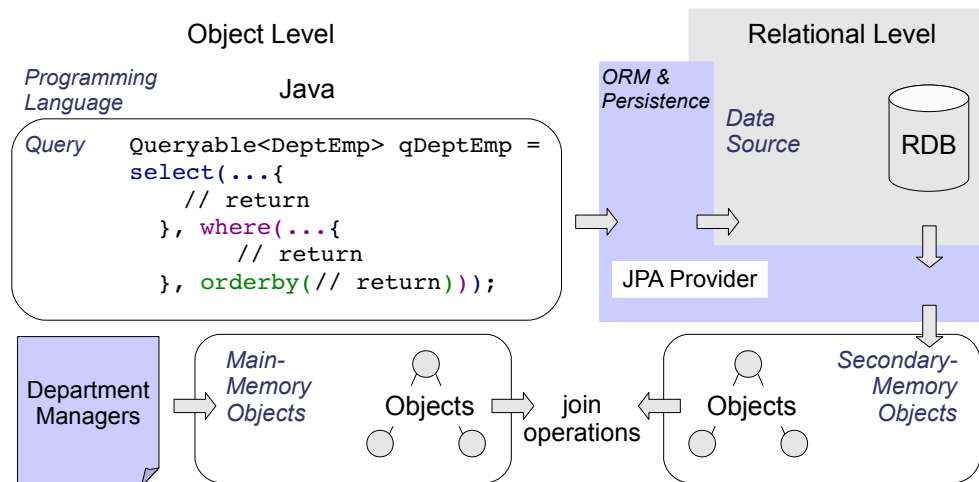 Object Level
Relational Level
Programming
Language
Java
ORM &
Persistence
Query
Queryable<DeptEmp> qDeptEmp =
select(...{
// return
}, where(...{
// return
}, orderby(// return)));
Data
Source
RDB
JPA Provider
Department
Managers
Main-
Memory
Objects
Objects
join
operations
Objects
Secondary-
Memory
Objects